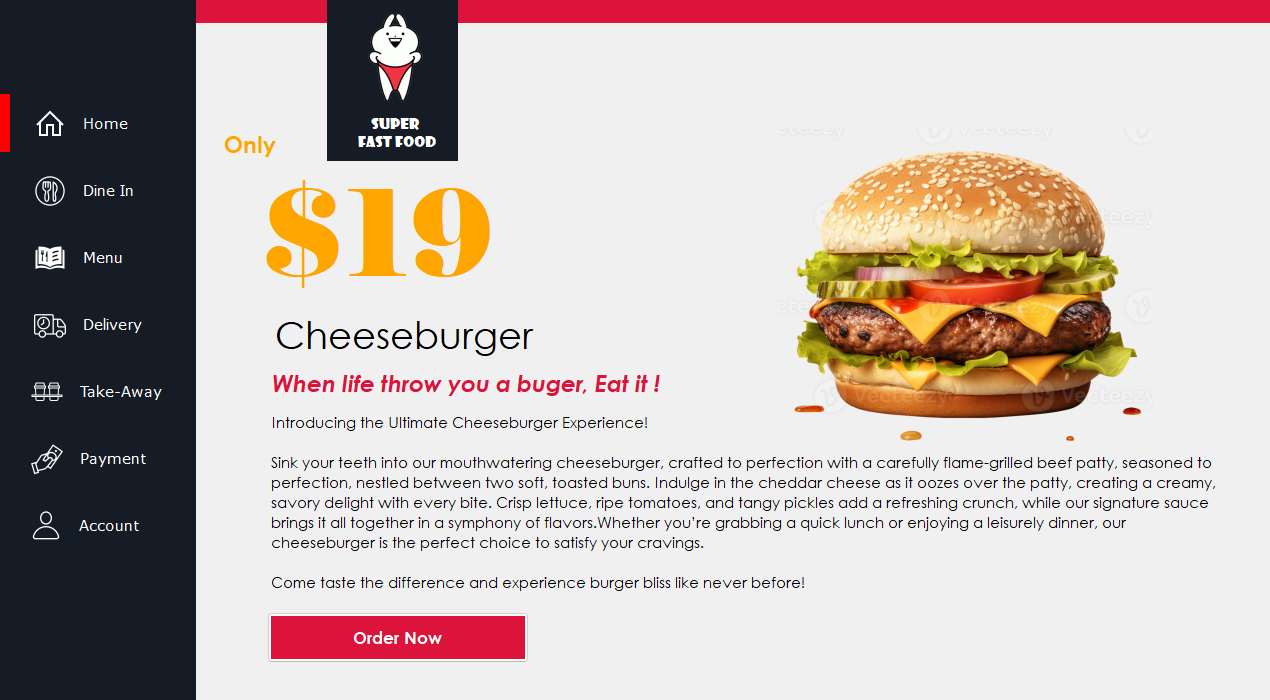 Home
Dine In
Menu
Delivery
Take-Away
Payment
Account
SUPER
FAST FOOD
Only
$19
Cheeseburger
When life throw you a buger, Eat it !
Introducing the Ultimate Cheeseburger Experience!
Sink your teeth into our mouthwatering cheeseburger, crafted to perfection with a carefully flame-grilled beef patty, seasoned to
perfection, nestled between two soft, toasted buns. Indulge in the cheddar cheese as it oozes over the patty, creating a creamy,
savory delight with every bite. Crisp lettuce, ripe tomatoes, and tangy pickles add a refreshing crunch, while our signature sauce
brings it all together in a symphony of flavors.Whether you’re grabbing a quick lunch or enjoying a leisurely dinner, our
cheeseburger is the perfect choice to satisfy your cravings.
Come taste the difference and experience burger bliss like never before!
Order Now
vecteezy
vecteezy
vecteezy